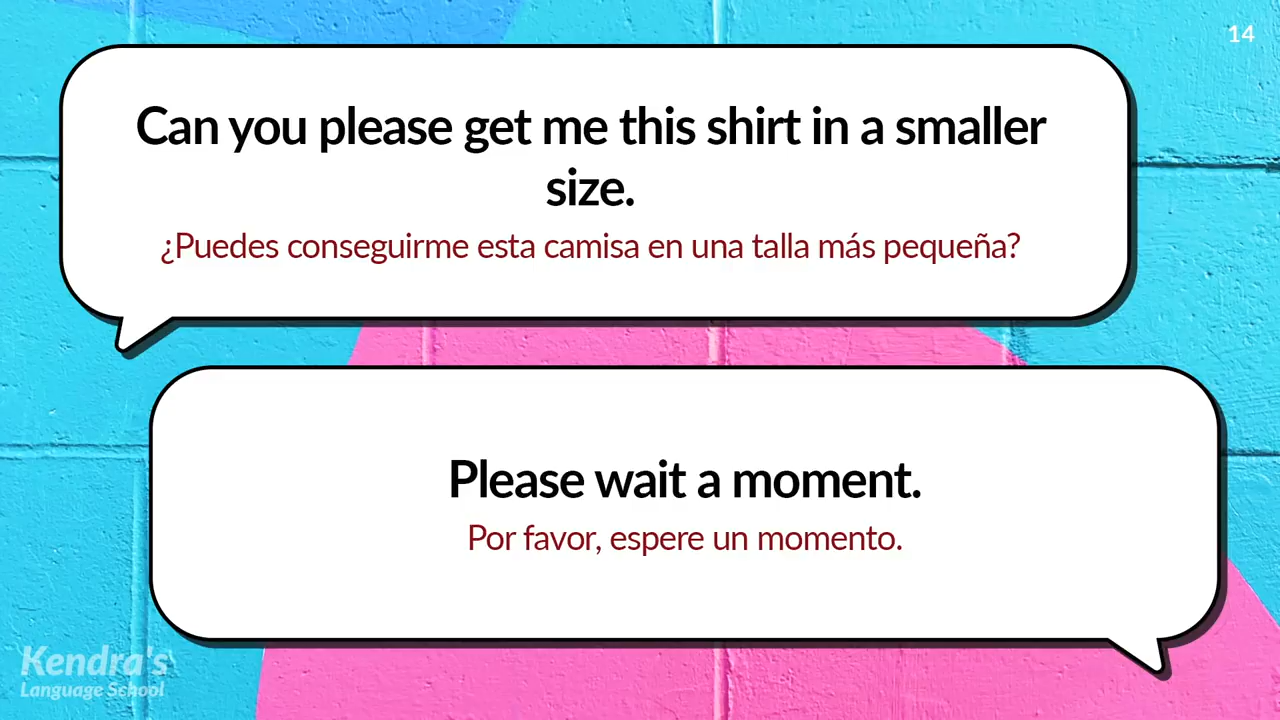 14
Can you please get me this shirt in a smaller
size.
¿Puedes conseguirme esta camisa en una talla más pequeña?
Please wait a moment.
Por favor, espere un momento.
Kendra's
Language School